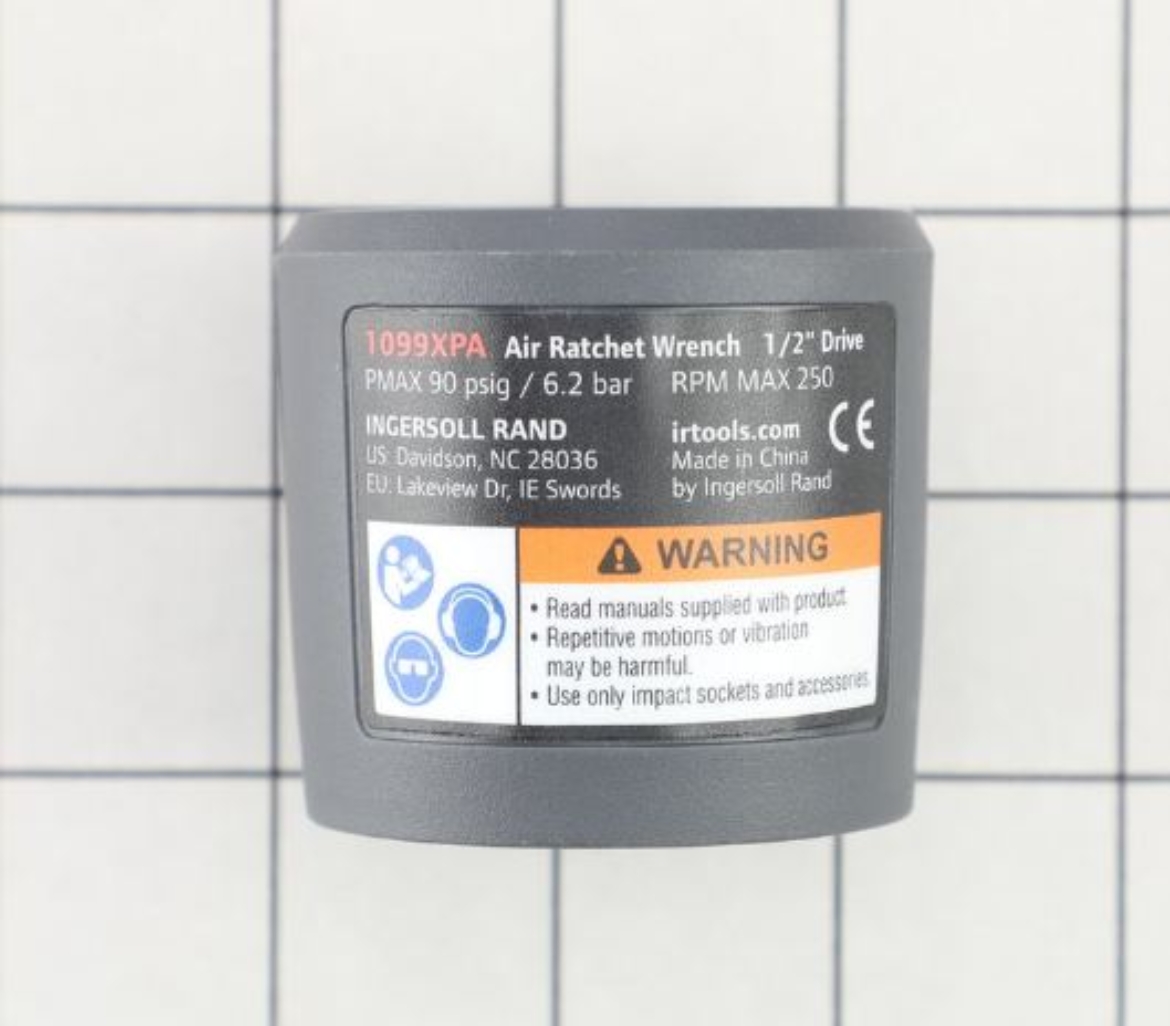 1099XPA Air Ratchet Wrench 1/2" Drive
PMAX 90 psig / 6.2 bar RPM MAX 250
INGERSOLL RAND
US: Davidson, NC 28036
EU: Lakeview Dr, IE Swords
irtools.com CE
Made in China
by Ingersoll Rand
WARNING
• Read manuals supplied with product.
• Repetitive motions or vibration
may be harmful.
• Use only impact sockets and accessories.